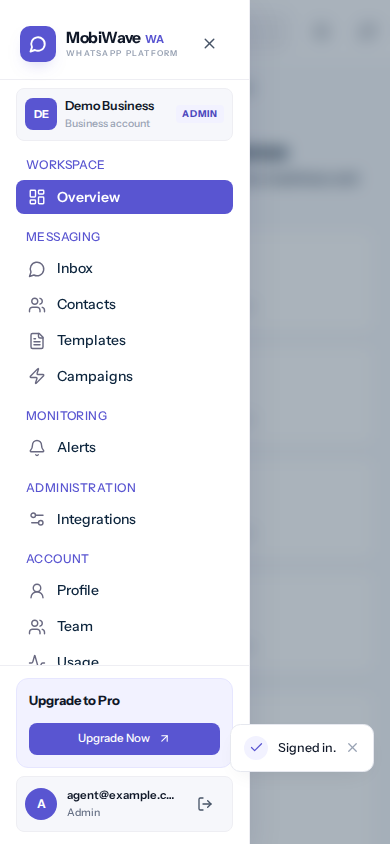 MobiWave WA
WHATSAPP PLATFORM
DE
Demo Business
Business account
ADMIN
WORKSPACE
Overview
MESSAGING
Inbox
Contacts
Templates
Campaigns
MONITORING
Alerts
ADMINISTRATION
Integrations
ACCOUNT
Profile
Team
Usage
Upgrade to Pro
Upgrade Now
Signed in.
A
agent@example.c...
Admin